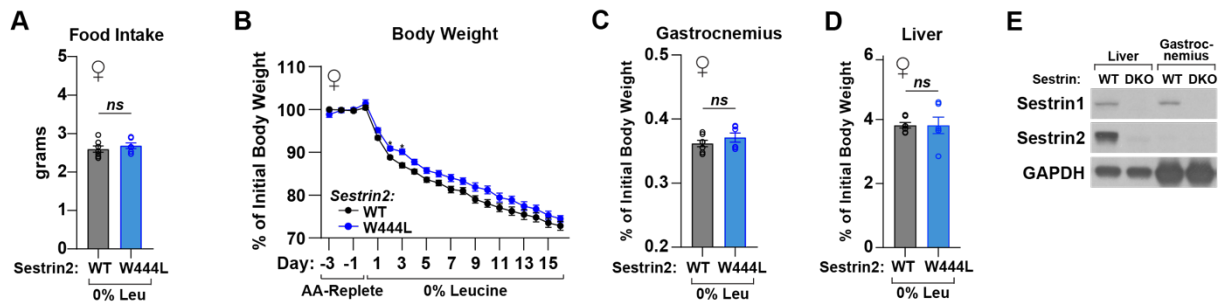 A
Food Intake
grams
5
4
3
2
1
0
♀
ns
Sestrin2: WT W444L
0% Leu
B
Body Weight
% of Initial Body Weight
110
100
90
80
70
♀
*
*
Sestrin2:
WT
W444L
Day: -3 -1 1 3 5 7 9 11 13 15
AA-Replete 0% Leucine
C
Gastrocnemius
% of Initial Body Weight
0.5
0.4
0.3
0.2
♀
ns
Sestrin2: WT W444L
0% Leu
D
Liver
% of Initial Body Weight
6
4
2
0
♀
ns
Sestrin2: WT W444L
0% Leu
E
Liver
Gastroc-
nemius
Sestrin: WT DKO WT DKO
Sestrin1
Sestrin2
GAPDH